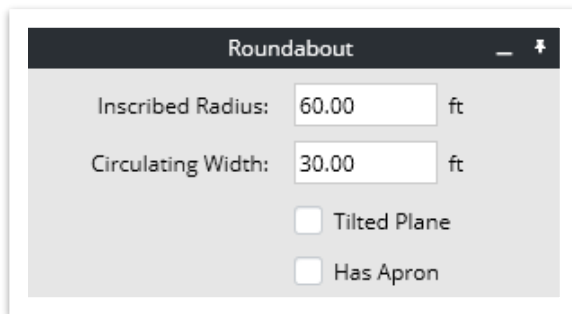 Roundabout
Inscribed Radius: 60.00 ft
Circulating Width: 30.00 ft
Tilted Plane
Has Apron